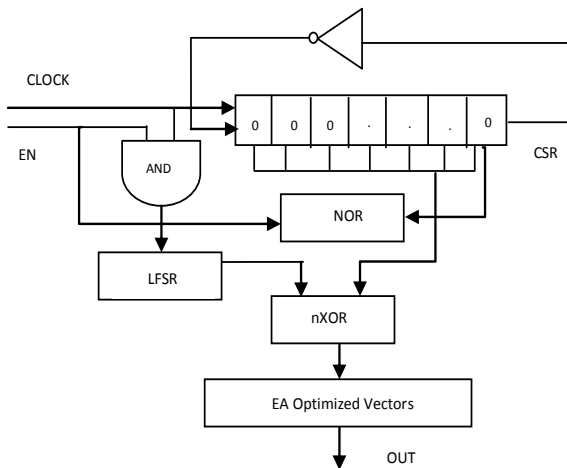 CLOCK
0 0 0 . . . 0
EN
CSR
AND
NOR
LFSR
nXOR
EA Optimized Vectors
OUT